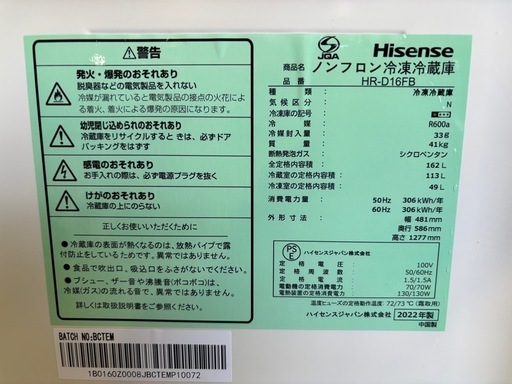 警告
発火・爆発のおそれあり
脱臭器などの電気製品を入れない
冷媒が漏れていると電気製品の接点の火花に
よる着火、着火による爆発の原因になります。
幼児閉じ込められのおそれあり
冷蔵庫をリサイクルするときは、必ずドア
パッキングをはずす
感電のおそれあり
お手入れの際は、必ず電源プラグを抜く
けがのおそれあり
冷蔵庫の上にのらない
正しくお使いいただくために
冷蔵庫の表面が熱くなるのは、放熱パイプで露
付防止をしているためで、異常ではありません。
食品で吹出口、吸込口をふさがないでください。
プシュー、ザー音や沸騰音(ポコポコ)は、
冷媒(ガス)の流れる音で、異常ではありません。
詳しくは取扱説明書をご覧ください。
BATCH NO:BCTEM
1B0160Z0008JBCTEMP10072
JQA
Hisense
ノンフロン冷凍冷蔵庫
品番 HR-D16FB
種類 冷凍冷蔵庫
気候区分 N
冷凍庫の記号
冷媒 R600a
冷媒封入量 33g
質量 41kg
断熱発泡ガス シクロペンタン
全定格内容積 162 L
冷蔵室の定格内容積 113 L
冷凍室の定格内容積 49 L
消費電力量 50Hz 306 kWh/年
60Hz 306 kWh/年
外形寸法 幅 481mm
奥行 586mm
高さ 1277mm
PS
E
ハイセンスジャパン株式会社
定格電圧 100V
定格周波数 50/60Hz
定格電流 1.5/1.5A
電動機の定格消費電力 70/70W
電熱装置の定格消費電力 130/130W
温度ヒューズの定格動作温度 72/73℃ (霜取用)
ハイセンスジャパン株式会社
2022年製
中国製